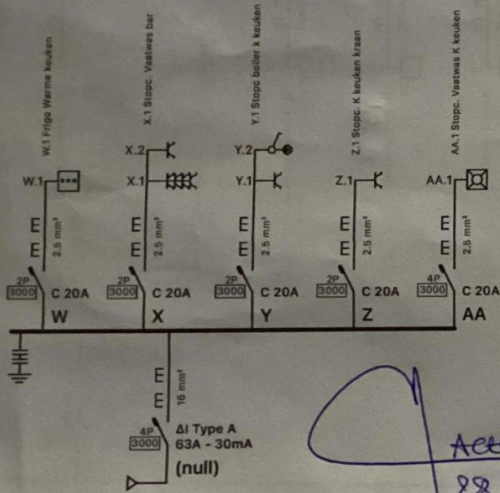 W.1 Frigo Warme keuken
X.1 Stopc. Vaatwas bar
Y.1 Stopc boiler k keuken
Z.1 Stopc. K keuken kraan
AA.1 Stopc. Vaatwas K keuken
X.2
Y.2
W.1
X.1
Y.1
Z.1
AA.1
E E 2.5 mm²
E E 2.5 mm²
E E 2.5 mm²
E E 2.5 mm²
E E 2.5 mm²
2P 3000 C 20A
2P 3000 C 20A
2P 3000 C 20A
2P 3000 C 20A
4P 3000 C 20A
W
X
Y
Z
AA
E E 16 mm²
4P 3000 ΔI Type A
63A - 30mA
(null)